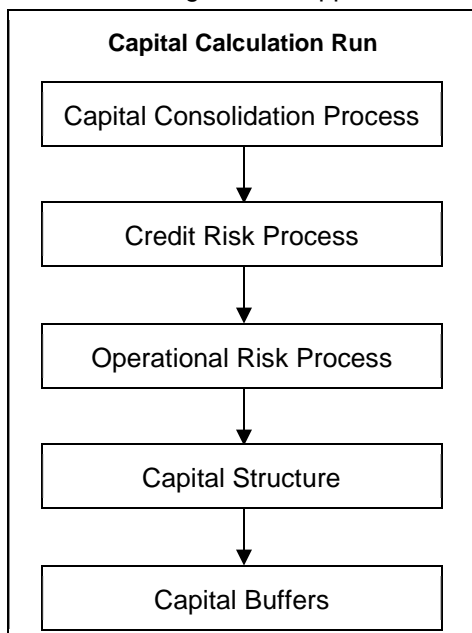 Capital Calculation Run
Capital Consolidation Process
Credit Risk Process
Operational Risk Process
Capital Structure
Capital Buffers